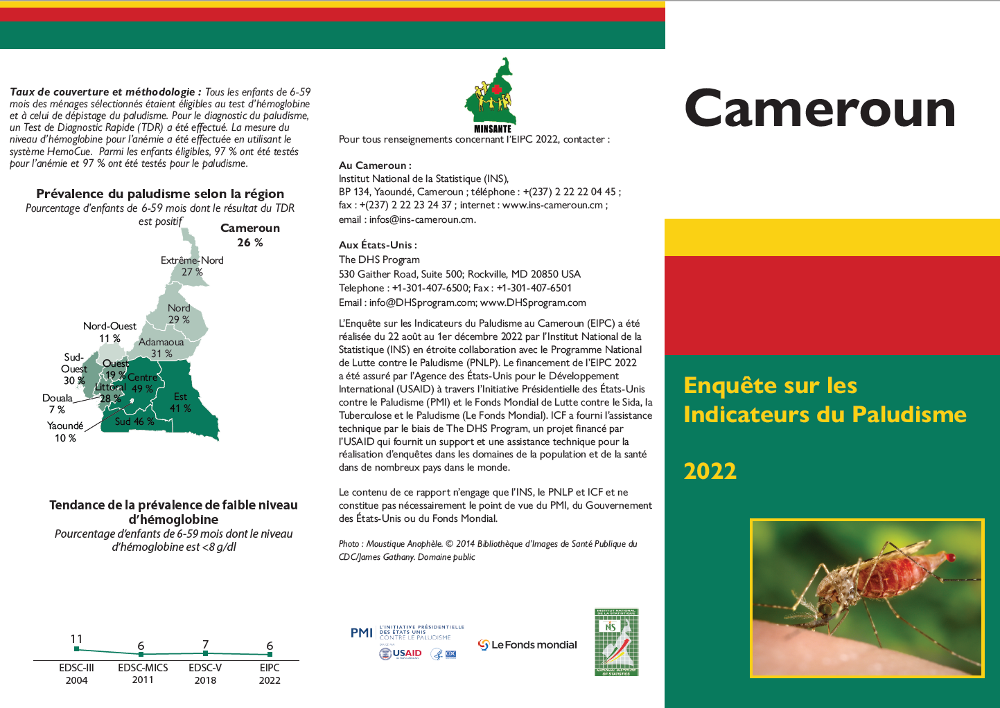 Taux de couverture et méthodologie : Tous les enfants de 6-59
mois des ménages sélectionnés étaient éligibles au test d’hémoglobine
et à celui de dépistage du paludisme. Pour le diagnostic du paludisme,
un Test de Diagnostic Rapide (TDR) a été effectué. La mesure du
niveau d’hémoglobine pour l’anémie a été effectuée en utilisant le
système HemoCue. Parmi les enfants éligibles, 97 % ont été testés
pour l’anémie et 97 % ont été testés pour le paludisme.
Prévalence du paludisme selon la région
Pourcentage d’enfants de 6-59 mois dont le résultat du TDR
est positif
Cameroun
26 %
Extrême-Nord
27 %
Nord
29 %
Nord-Ouest
11 %
Adamaoua
31 %
Sud-
Ouest
30 %
Ouest
19 %
Centre
49 %
Littoral
28 %
Est
41 %
Douala
7 %
Sud 46 %
Yaoundé
10 %
Tendance de la prévalence de faible niveau
d’hémoglobine
Pourcentage d’enfants de 6-59 mois dont le niveau
d’hémoglobine est <8 g/dl
11
6
7
6
EDSC-III
2004
EDSC-MICS
2011
EDSC-V
2018
EIPC
2022
MINSANTE
Pour tous renseignements concernant l’EIPC 2022, contacter :
Au Cameroun :
Institut National de la Statistique (INS),
BP 134, Yaoundé, Cameroun ; téléphone : +(237) 2 22 22 04 45 ;
fax : +(237) 2 22 23 24 37 ; internet : www.ins-cameroun.cm ;
email : infos@ins-cameroun.cm.
Aux États-Unis :
The DHS Program
530 Gaither Road, Suite 500; Rockville, MD 20850 USA
Telephone : +1-301-407-6500; Fax : +1-301-407-6501
Email : info@DHSprogram.com; www.DHSprogram.com
L’Enquête sur les Indicateurs du Paludisme au Cameroun (EIPC) a été
réalisée du 22 août au 1er décembre 2022 par l’Institut National de la
Statistique (INS) en étroite collaboration avec le Programme National
de Lutte contre le Paludisme (PNLP). Le financement de l’EIPC 2022
a été assuré par l’Agence des États-Unis pour le Développement
International (USAID) à travers l’Initiative Présidentielle des États-Unis
contre le Paludisme (PMI) et le Fonds Mondial de Lutte contre le Sida, la
Tuberculose et le Paludisme (Le Fonds Mondial). ICF a fourni l’assistance
technique par le biais de The DHS Program, un projet financé par
l’USAID qui fournit un support et une assistance technique pour la
réalisation d’enquêtes dans les domaines de la population et de la santé
dans de nombreux pays dans le monde.
Le contenu de ce rapport n’engage que l’INS, le PNLP et ICF et ne
constitue pas nécessairement le point de vue du PMI, du Gouvernement
des États-Unis ou du Fonds Mondial.
Photo : Moustique Anophèle. © 2014 Bibliothèque d’Images de Santé Publique du
CDC/James Gathany. Domaine public
PMI
L’INITIATIVE PRÉSIDENTIELLE
DES ÉTATS UNIS
CONTRE LE PALUDISME
USAID
CDC
Le Fonds mondial
INSTITUT NATIONAL
DE LA STATISTIQUE
INS
NATIONAL INSTITUTE
OF STATISTICS
Cameroun
Enquête sur les
Indicateurs du Paludisme
2022